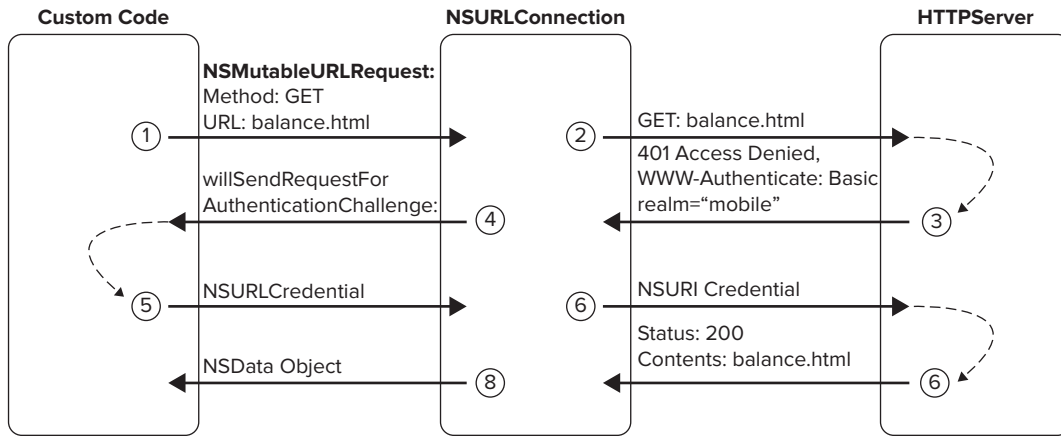 Custom Code
NSURLConnection
HTTPServer
NSMutableURLRequest:
Method: GET
URL: balance.html
1
2
GET: balance.html
401 Access Denied,
WWW-Authenticate: Basic
realm=“mobile”
3
willSendRequestFor
AuthenticationChallenge:
4
5
NSURLCredential
6
NSURI Credential
Status: 200
Contents: balance.html
6
NSData Object
8